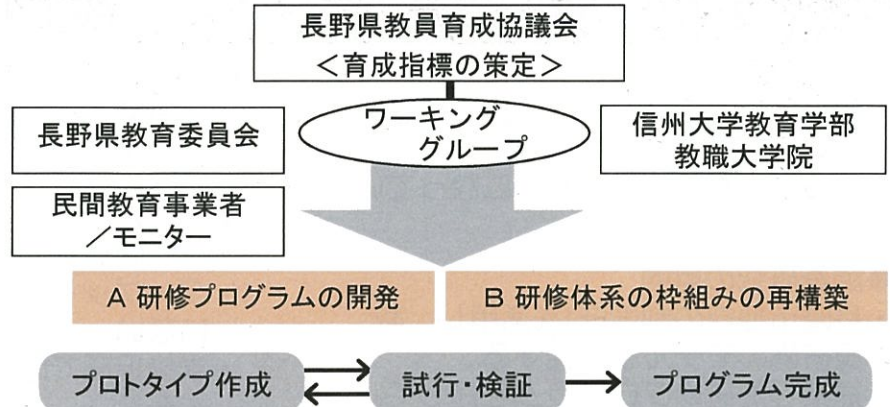 長野県教員育成協議会
＜育成指標の策定＞
長野県教育委員会
ワーキング
グループ
信州大学教育学部
教職大学院
民間教育事業者
／モニター
A 研修プログラムの開発
B 研修体系の枠組みの再構築
プロトタイプ作成
試行・検証
プログラム完成